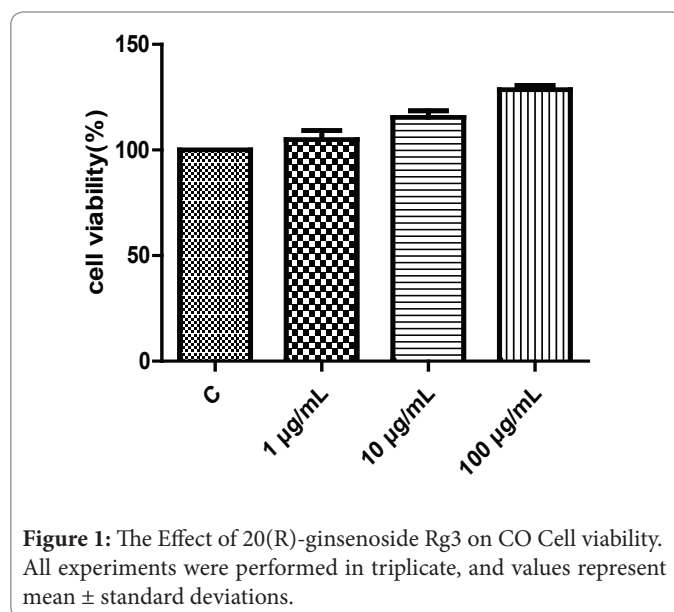 150
100
50
0
cell viability(%)
C
1 µg/mL
10 µg/mL
100 µg/mL
Figure 1: The Effect of 20(R)-ginsenoside Rg3 on CO Cell viability.
All experiments were performed in triplicate, and values represent
mean ± standard deviations.